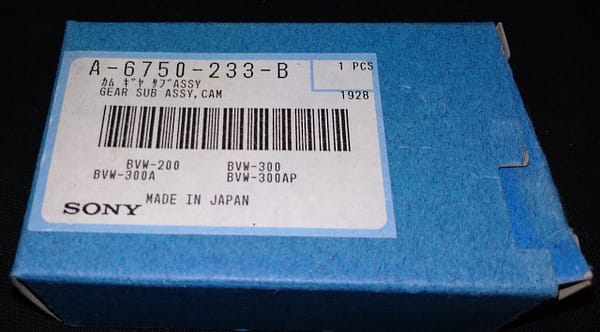 A-6750-233-B 1 PCS
ｶﾑ ｷﾞﾔ ｻﾌﾞASSY
GEAR SUB ASSY,CAM 1928
BVW-200 BVW-300
BVW-300A BVW-300AP
SONY MADE IN JAPAN